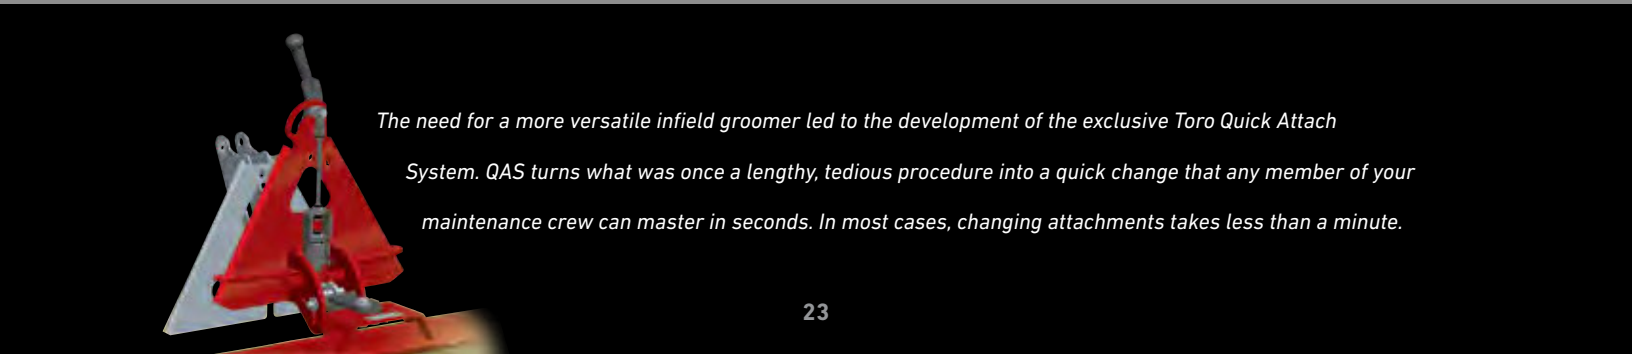 The need for a more versatile infield groomer led to the development of the exclusive Toro Quick Attach
System. QAS turns what was once a lengthy, tedious procedure into a quick change that any member of your
maintenance crew can master in seconds. In most cases, changing attachments takes less than a minute.
23